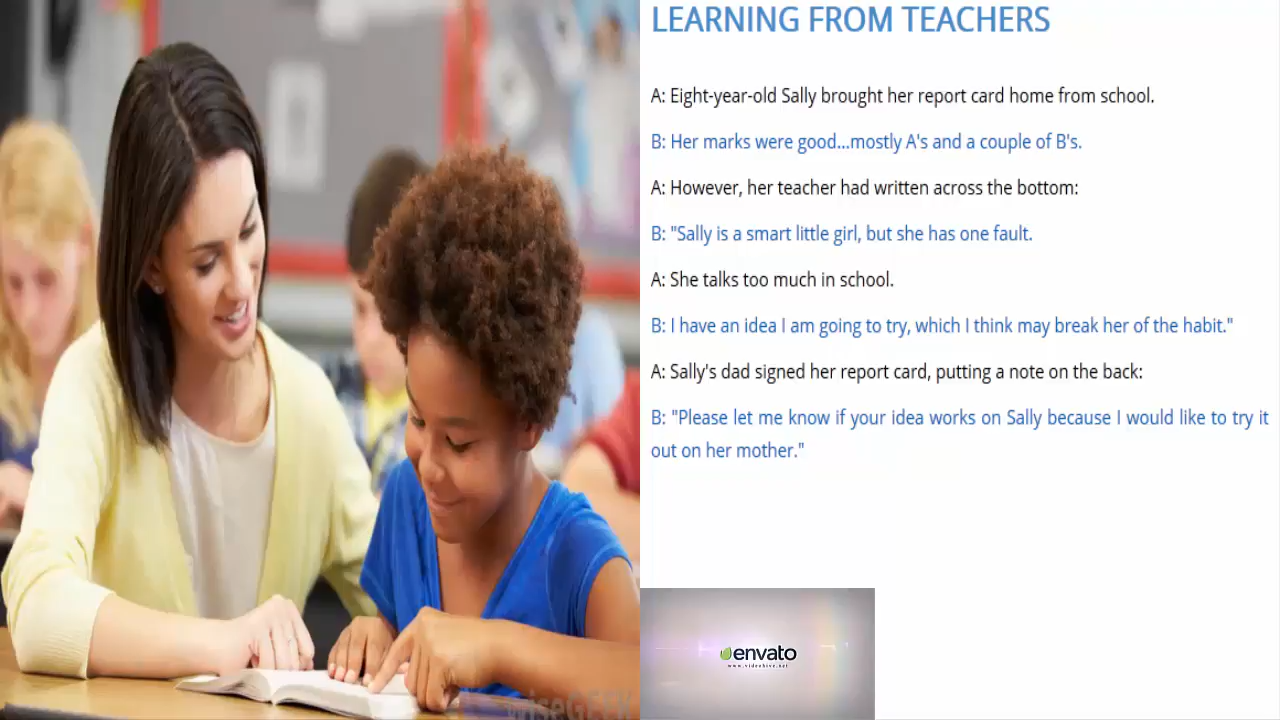 LEARNING FROM TEACHERS
A: Eight-year-old Sally brought her report card home from school.
B: Her marks were good...mostly A's and a couple of B's.
A: However, her teacher had written across the bottom:
B: "Sally is a smart little girl, but she has one fault.
A: She talks too much in school.
B: I have an idea I am going to try, which I think may break her of the habit."
A: Sally's dad signed her report card, putting a note on the back:
B: "Please let me know if your idea works on Sally because I would like to try it
out on her mother."
envato
www.videohive.net
wiseGEEK